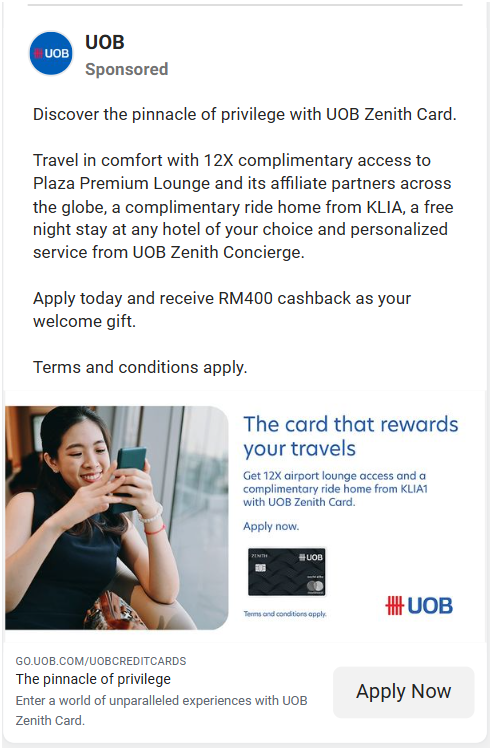 UOB
UOB
Sponsored
Discover the pinnacle of privilege with UOB Zenith Card.
Travel in comfort with 12X complimentary access to
Plaza Premium Lounge and its affiliate partners across
the globe, a complimentary ride home from KLIA, a free
night stay at any hotel of your choice and personalized
service from UOB Zenith Concierge.
Apply today and receive RM400 cashback as your
welcome gift.
Terms and conditions apply.
The card that rewards
your travels
Get 12X airport lounge access and a
complimentary ride home from KLIA1
with UOB Zenith Card.
Apply now.
ZENITH
UOB
Terms and conditions apply.
UOB
GO.UOB.COM/UOBCREDITCARDS
The pinnacle of privilege
Enter a world of unparalleled experiences with UOB
Zenith Card.
Apply Now